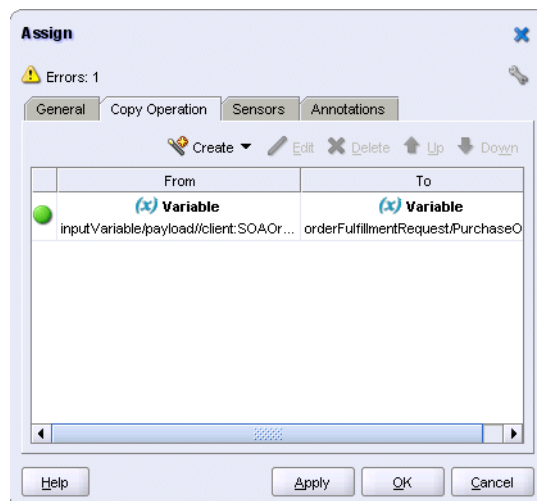 Assign
Errors: 1
General Copy Operation Sensors Annotations
Create Edit Delete Up Down
From To
(x) Variable (x) Variable
inputVariable/payload//client:SOAOr... orderFulfillmentRequest/PurchaseO
Help Apply OK Cancel